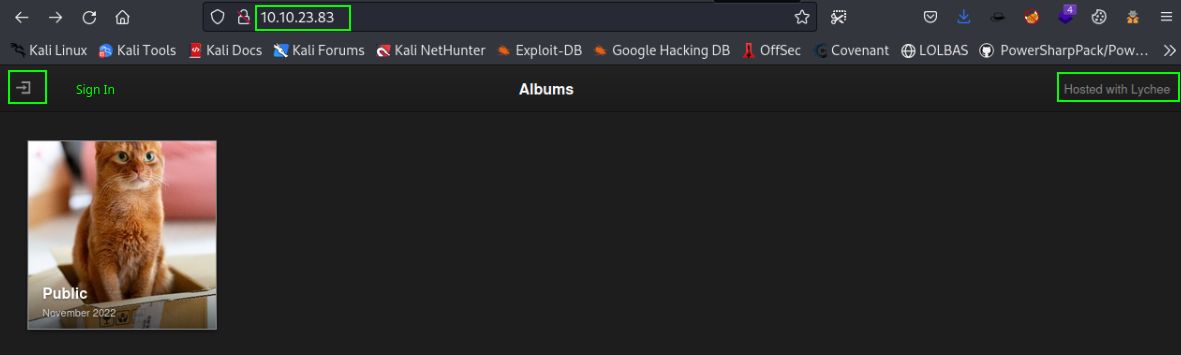 10.10.23.83
4
Kali Linux Kali Tools Kali Docs Kali Forums Kali NetHunter Exploit-DB Google Hacking DB OffSec Covenant LOLBAS PowerSharpPack/Pow…
Sign In Albums Hosted with Lychee
Public
November 2022